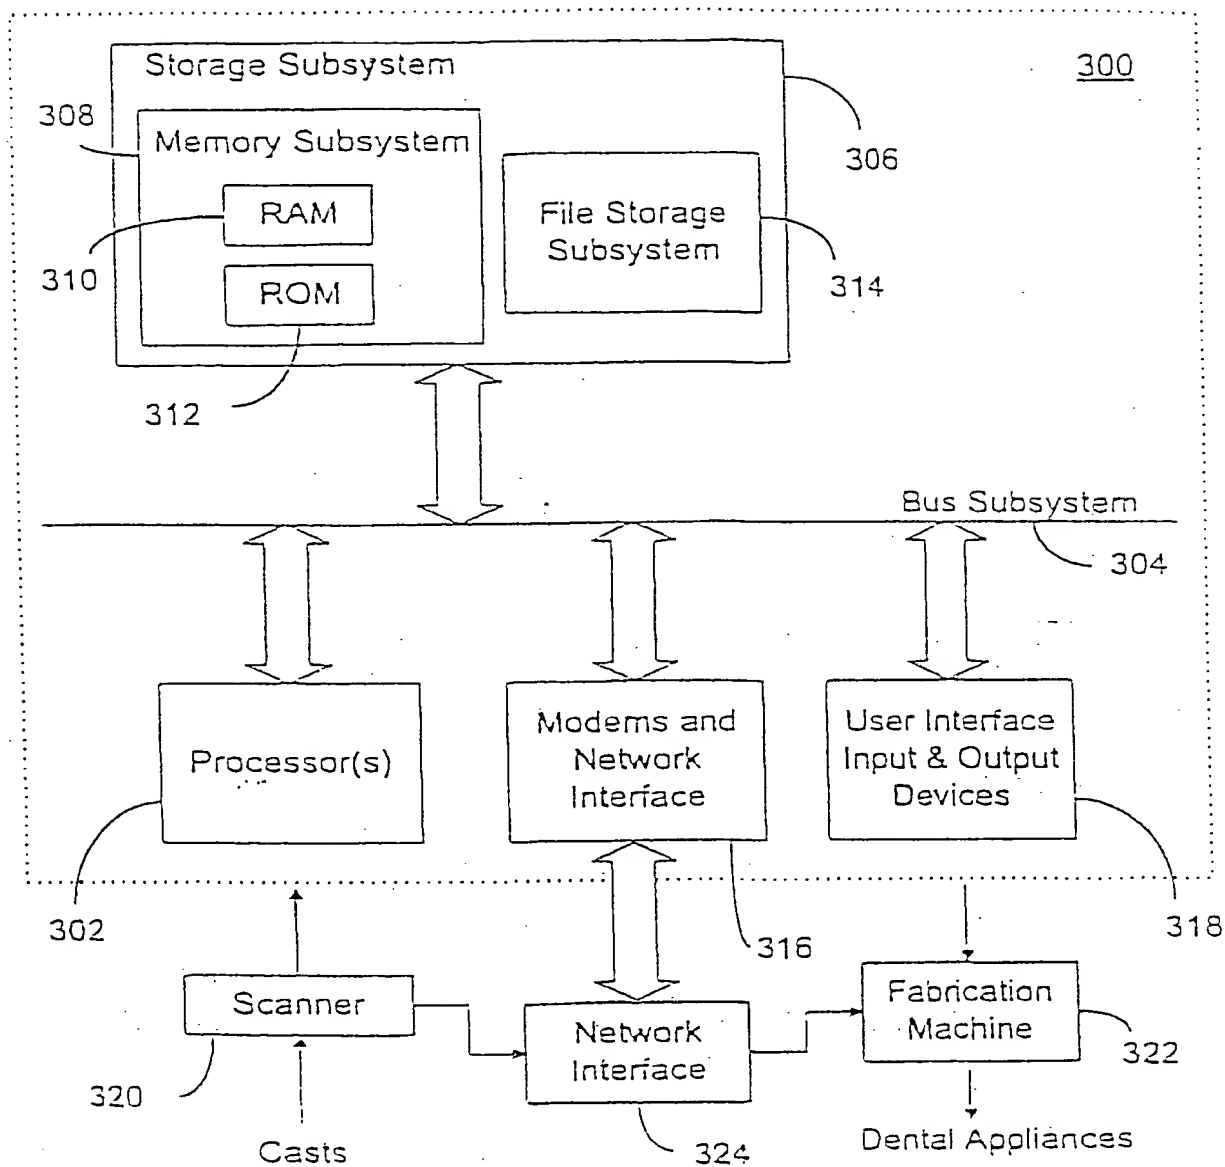 Storage Subsystem
300
308
Memory Subsystem
306
RAM
File Storage
Subsystem
310
ROM
314
312
Bus Subsystem
304
Processor(s)
Modems and
Network
Interface
User Interface
Input & Output
Devices
302
316
318
Scanner
Network
Interface
Fabrication
Machine
320
322
324
Casts
Dental Appliances